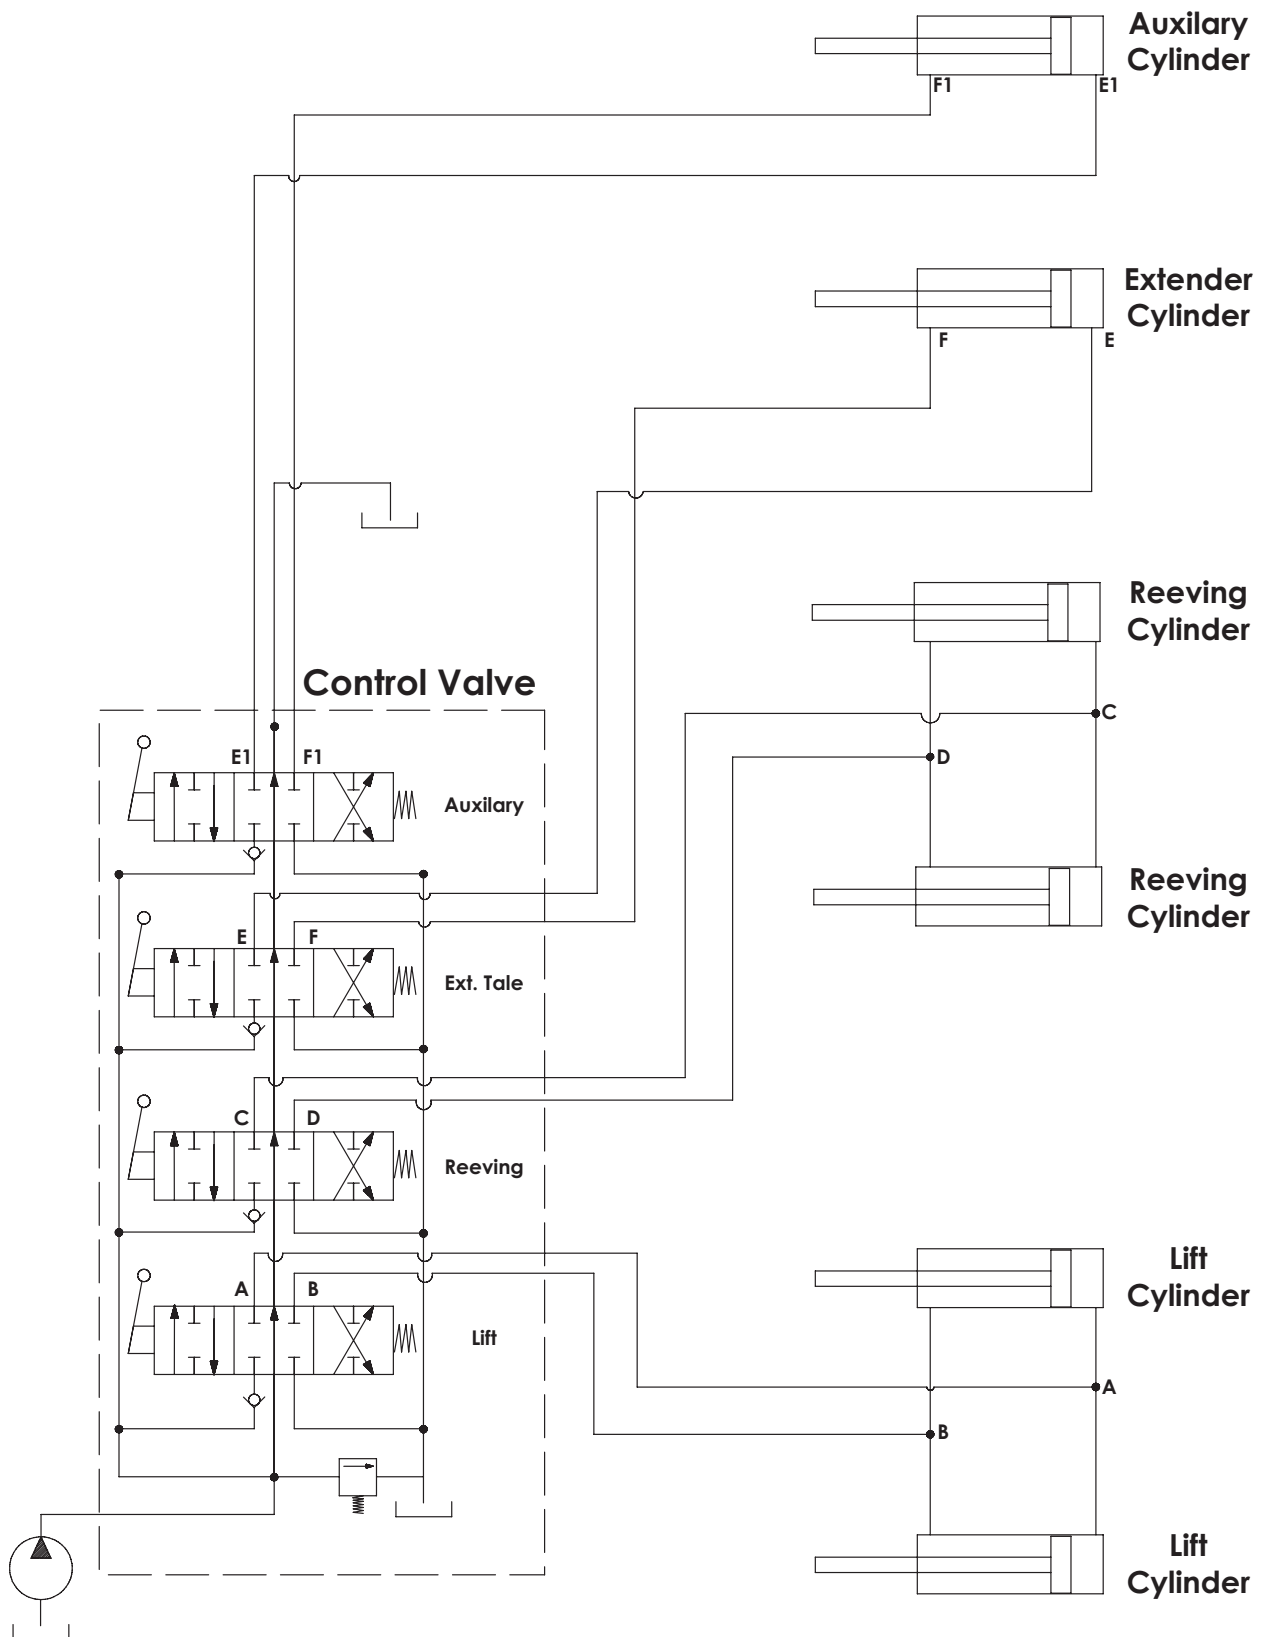 Auxilary
Cylinder
F1
E1
Extender
Cylinder
F
E
Reeving
Cylinder
Control Valve
C
D
E1
F1
Auxilary
Reeving
Cylinder
E
F
Ext. Tale
C
D
Reeving
Lift
Cylinder
A
B
Lift
A
B
Lift
Cylinder